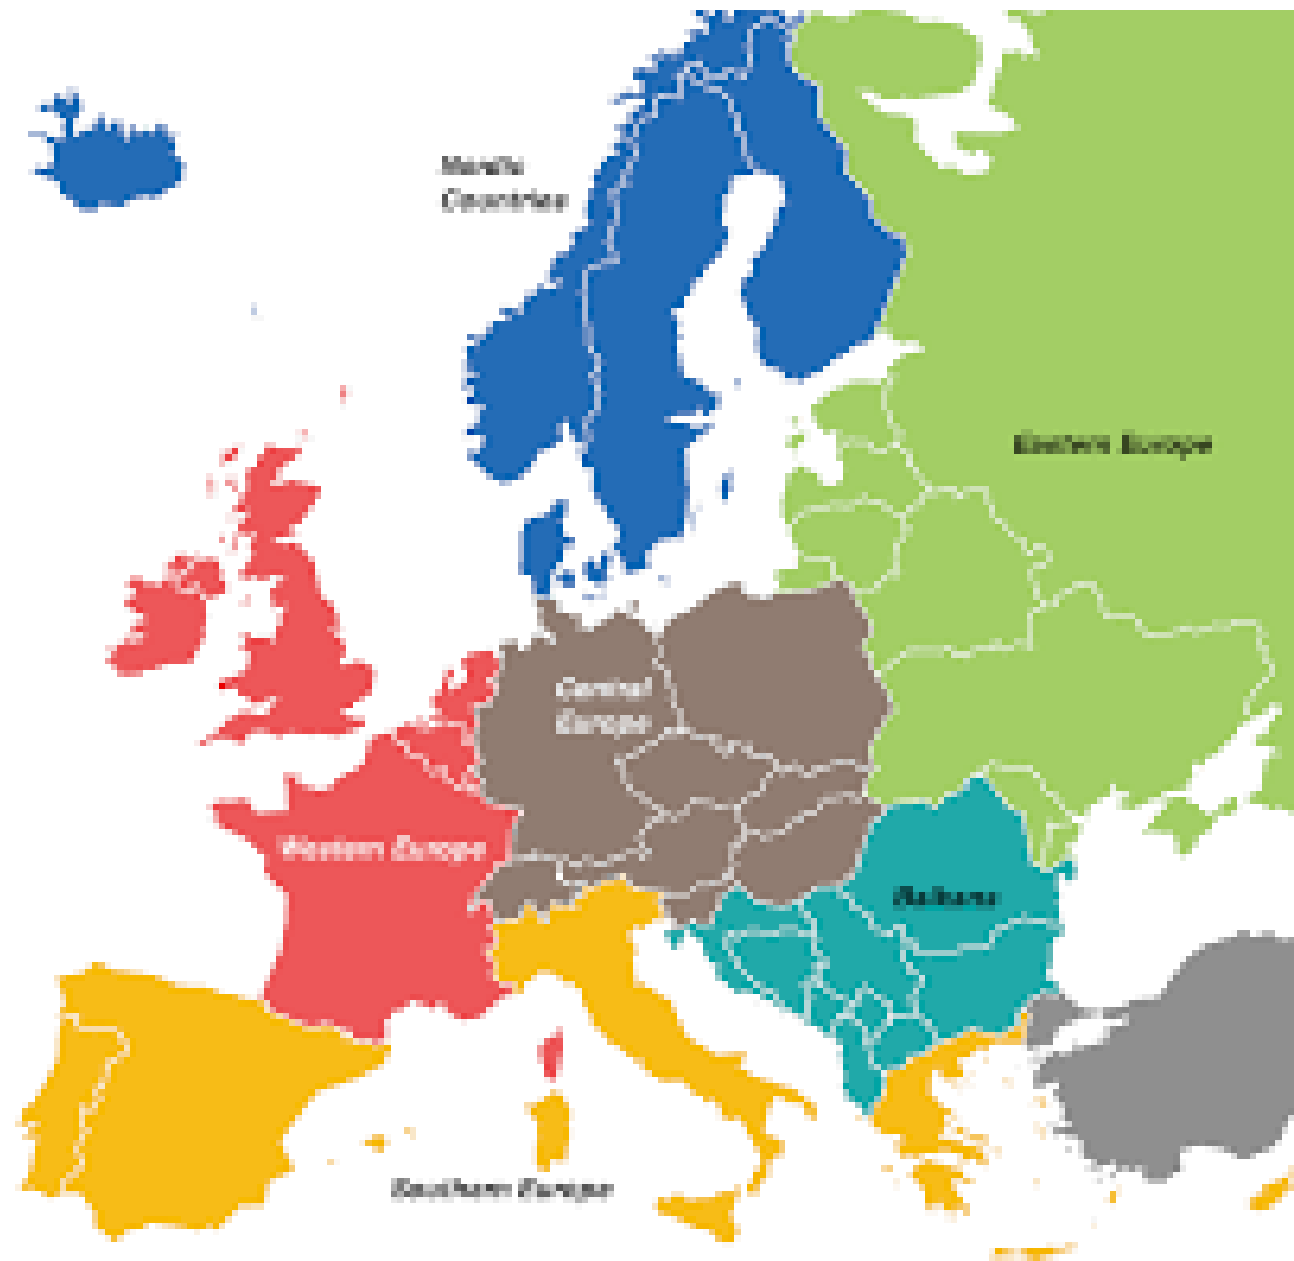 Nordic
Countries
Eastern Europe
Central
Europe
Western Europe
Balkans
Southern Europe